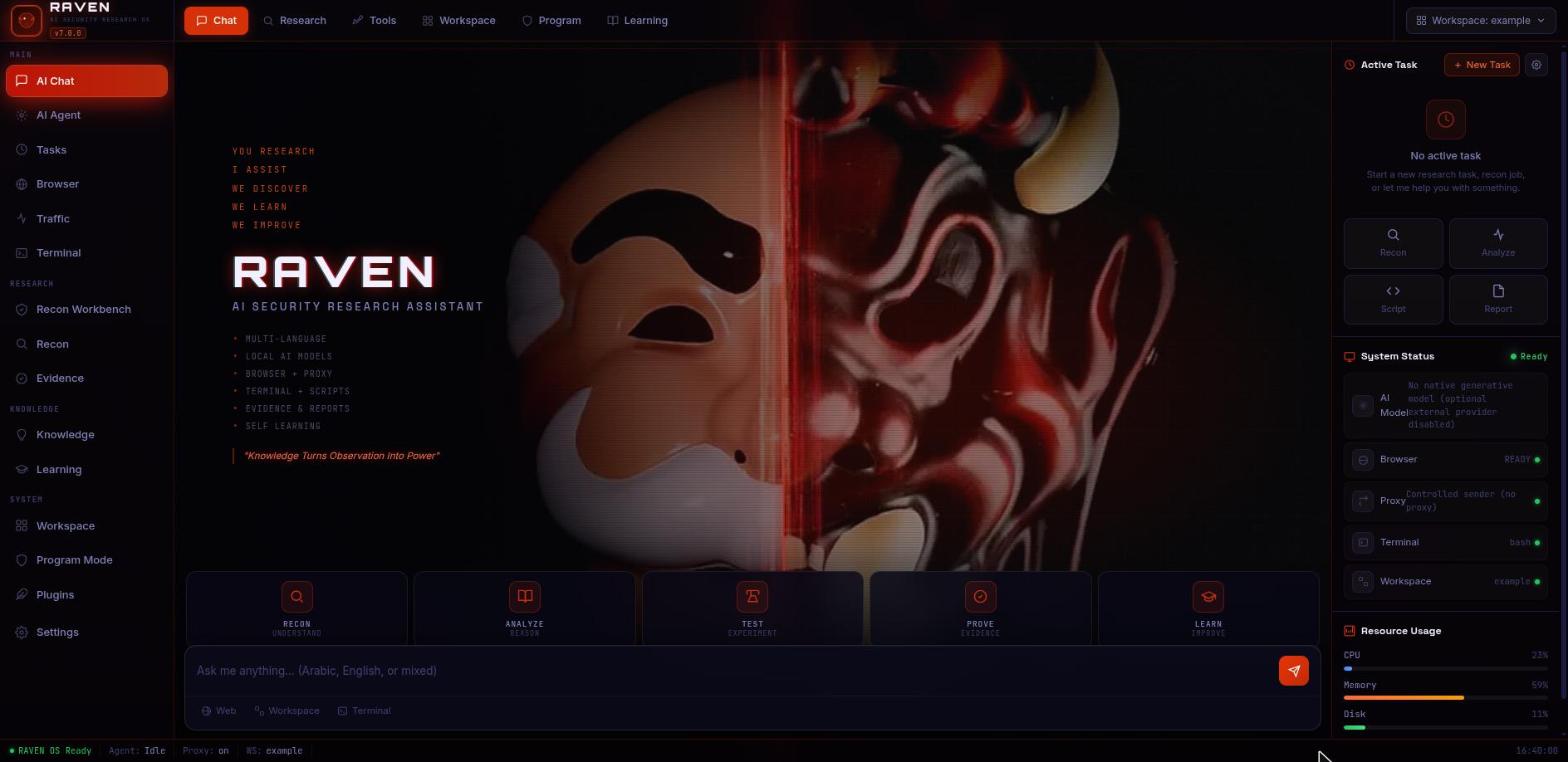 RAVEN
AI SECURITY RESEARCH OS
v7.0.0
Chat
Research
Tools
Workspace
Program
Learning
Workspace: example
MAIN
AI Chat
AI Agent
Tasks
Browser
Traffic
Terminal
RESEARCH
Recon Workbench
Recon
Evidence
KNOWLEDGE
Knowledge
Learning
SYSTEM
Workspace
Program Mode
Plugins
Settings
YOU RESEARCH
I ASSIST
WE DISCOVER
WE LEARN
WE IMPROVE
RAVEN
AI SECURITY RESEARCH ASSISTANT
• MULTI-LANGUAGE
• LOCAL AI MODELS
• BROWSER + PROXY
• TERMINAL + SCRIPTS
• EVIDENCE & REPORTS
• SELF LEARNING
"Knowledge Turns Observation into Power"
RECON
UNDERSTAND
ANALYZE
REASON
TEST
EXPERIMENT
PROVE
EVIDENCE
LEARN
IMPROVE
Ask me anything... (Arabic, English, or mixed)
Web
Workspace
Terminal
Active Task
+ New Task
No active task
Start a new research task, recon job,
or let me help you with something.
Recon
Analyze
Script
Report
System Status
Ready
AI Model
No native generative
model (optional
external provider
disabled)
Browser
READY
Proxy
Controlled sender (no
proxy)
Terminal
bash
Workspace
example
Resource Usage
CPU 23%
Memory 59%
Disk 11%
RAVEN OS Ready
Agent: Idle
Proxy: on
WS: example
16:40:00